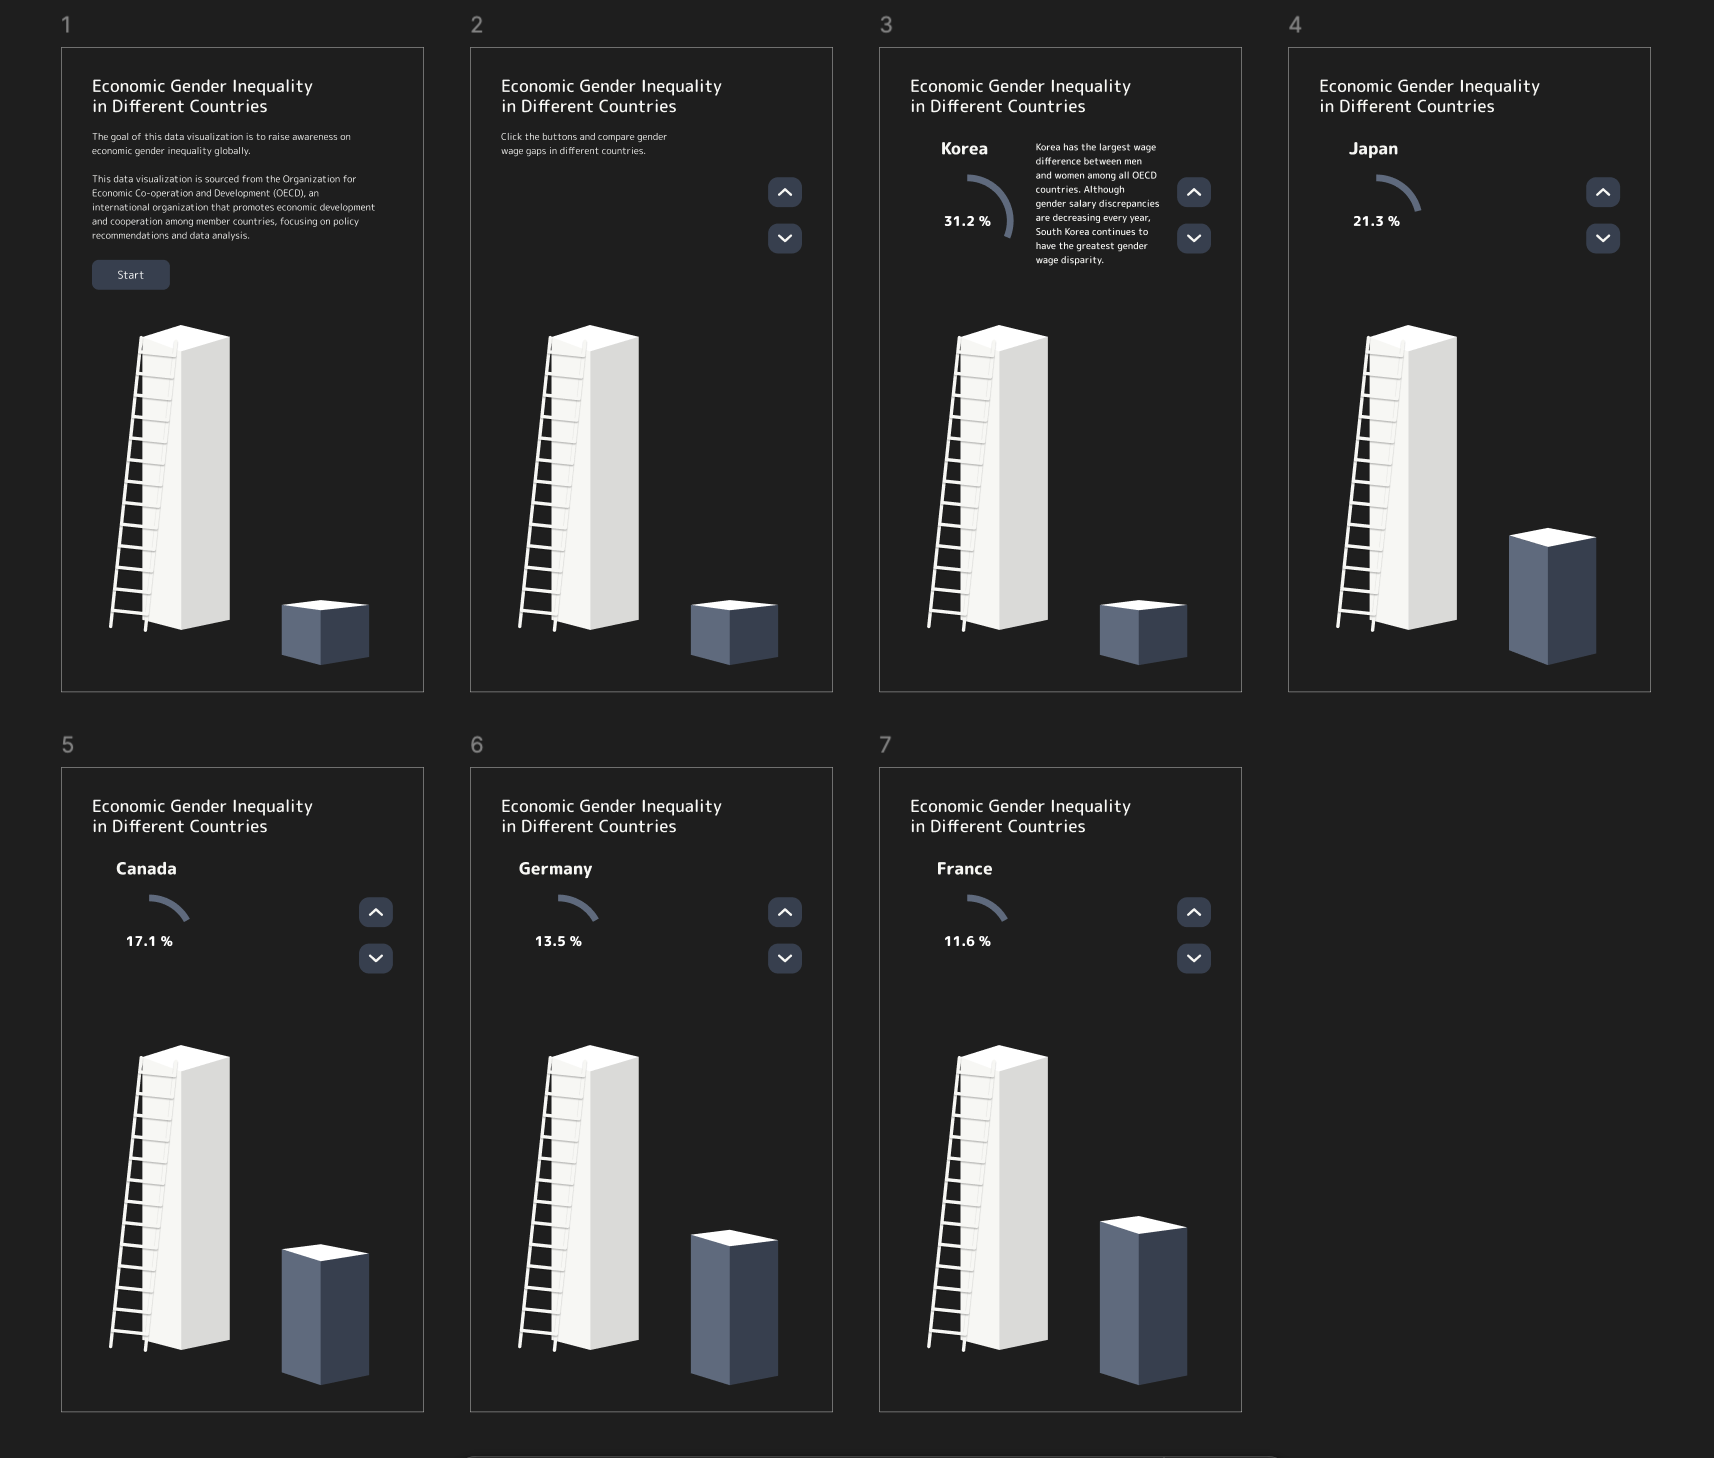 1
Economic Gender Inequality
in Different Countries
The goal of this data visualization is to raise awareness on
economic gender inequality globally.
This data visualization is sourced from the Organization for
Economic Co-operation and Development (OECD), an
international organization that promotes economic development
and cooperation among member countries, focusing on policy
recommendations and data analysis.
Start
2
Economic Gender Inequality
in Different Countries
Click the buttons and compare gender
wage gaps in different countries.
3
Economic Gender Inequality
in Different Countries
Korea
31.2 %
Korea has the largest wage
difference between men
and women among all OECD
countries. Although
gender salary discrepancies
are decreasing every year,
South Korea continues to
have the greatest gender
wage disparity.
4
Economic Gender Inequality
in Different Countries
Japan
21.3 %
5
Economic Gender Inequality
in Different Countries
Canada
17.1 %
6
Economic Gender Inequality
in Different Countries
Germany
13.5 %
7
Economic Gender Inequality
in Different Countries
France
11.6 %